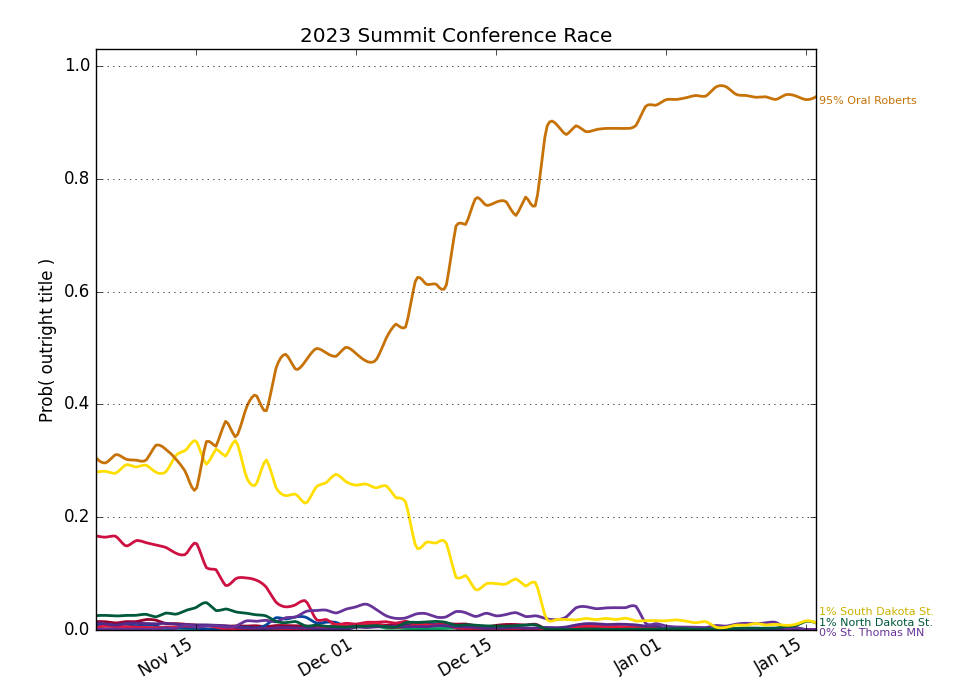 2023 Summit Conference Race
Prob( outright title )
1.0
0.8
0.6
0.4
0.2
0.0
95% Oral Roberts
1% South Dakota St.
1% North Dakota St.
0% St. Thomas MN
Nov 15
Dec 01
Dec 15
Jan 01
Jan 15